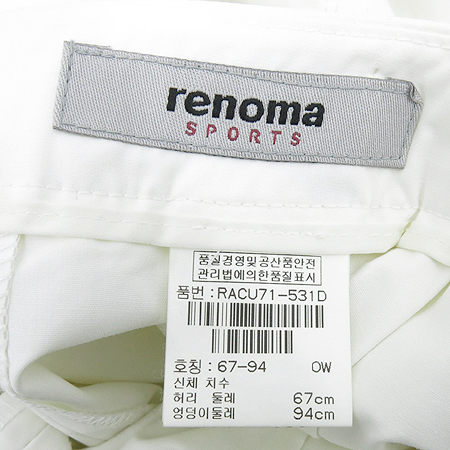 renoma
SPORTS
품질경영및공산품안전
관리법에의한품질표시
품번 : RACU71-531D
호칭 : 67-94 OW
신체 치수
허리 둘레 67cm
엉덩이둘레 94cm